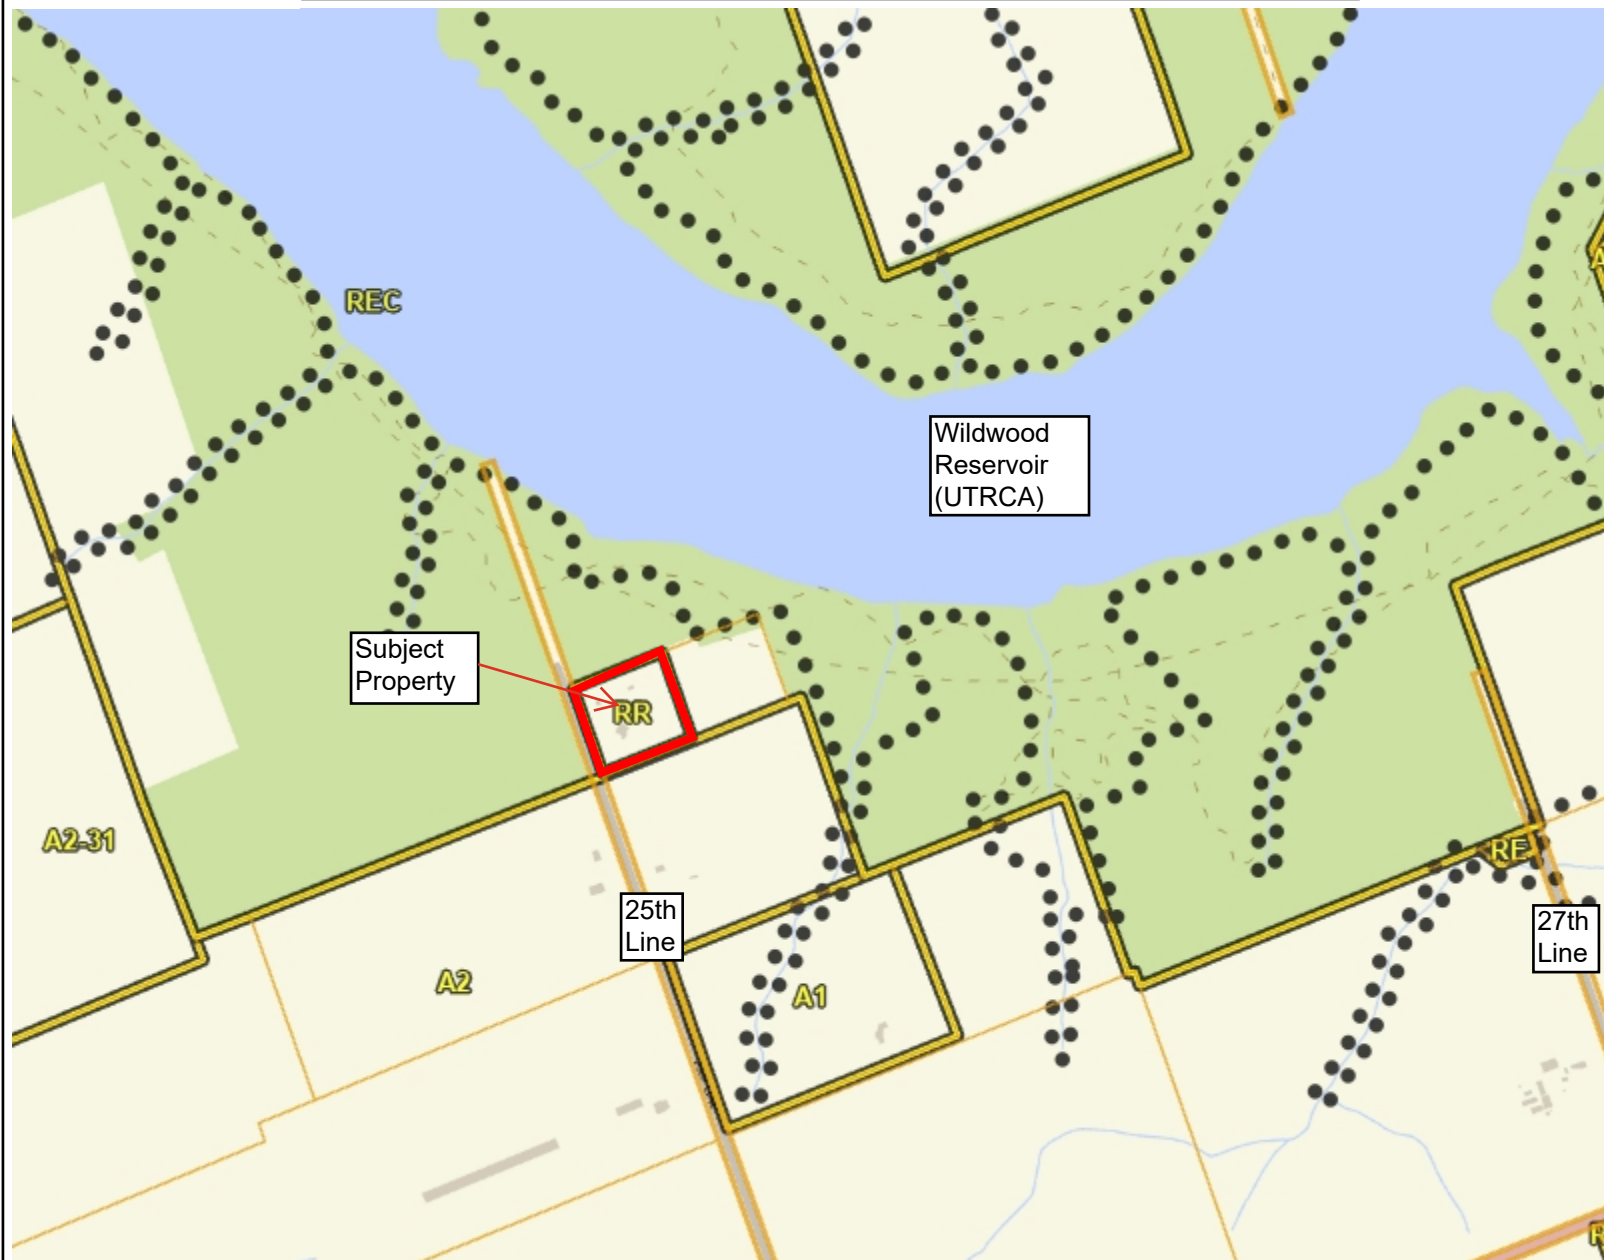 REC
Wildwood
Reservoir
(UTRCA)
Subject
Property
RR
A2-31
RE
25th
Line
27th
Line
A2
A1